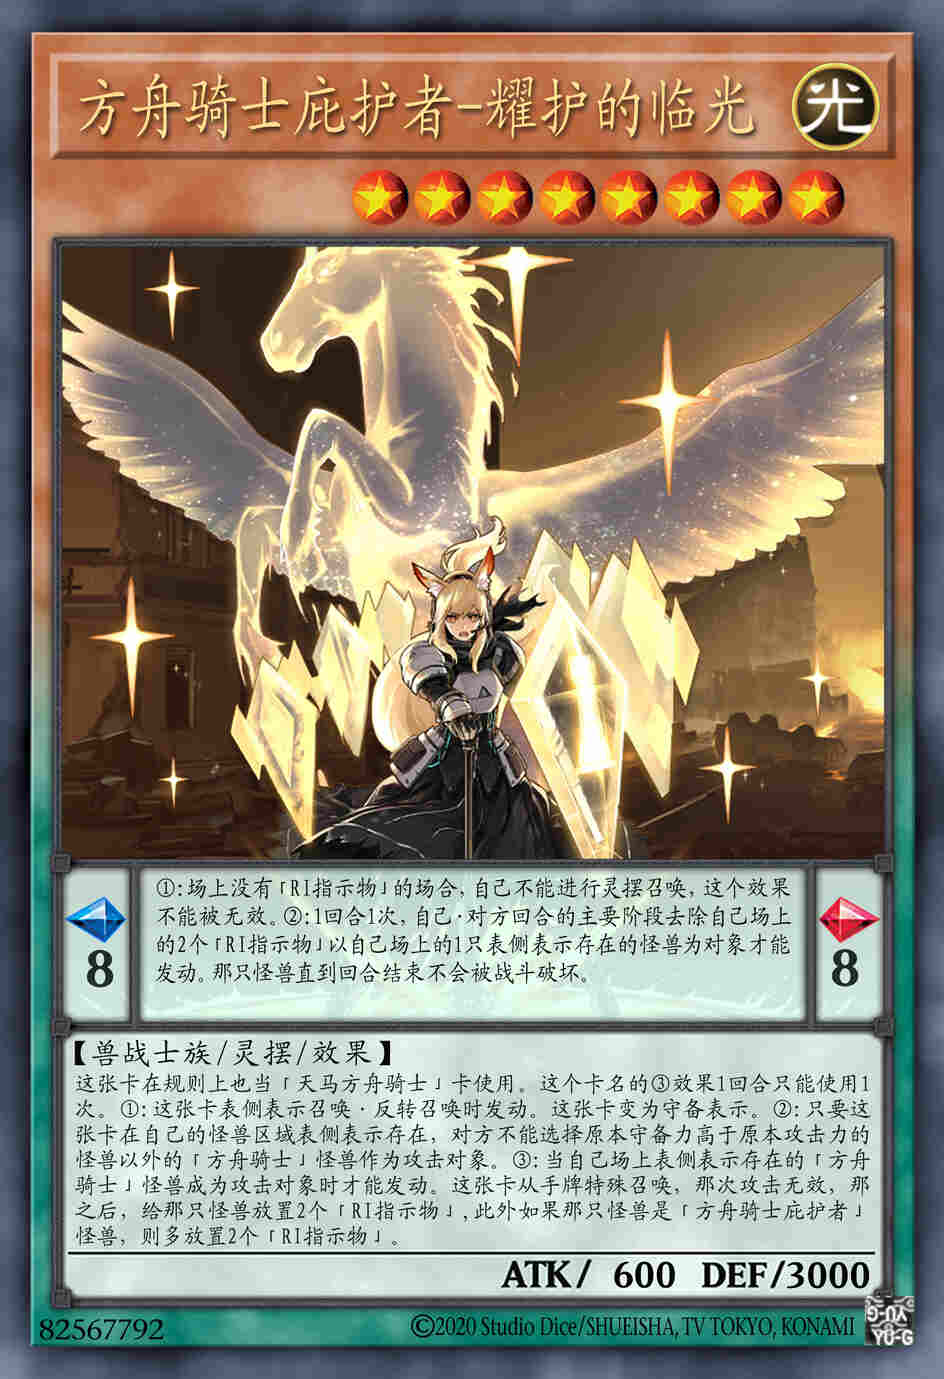 方舟骑士庇护者-耀护的临光
光
①:场上没有「RI指示物」的场合,自己不能进行灵摆召唤,这个效果
不能被无效。②:1回合1次,自己·对方回合的主要阶段去除自己场上
的2个「RI指示物」以自己场上的1只表侧表示存在的怪兽为对象才能
发动。那只怪兽直到回合结束不会被战斗破坏。
8
8
【兽战士族/灵摆/效果】
这张卡在规则上也当「天马方舟骑士」卡使用。这个卡名的③效果1回合只能使用1
次。①:这张卡表侧表示召唤·反转召唤时发动。这张卡变为守备表示。②:只要这
张卡在自己的怪兽区域表侧表示存在,对方不能选择原本守备力高于原本攻击力的
怪兽以外的「方舟骑士」怪兽作为攻击对象。③:当自己场上表侧表示存在的「方舟
骑士」怪兽成为攻击对象时才能发动。这张卡从手牌特殊召唤,那次攻击无效,那
之后,给那只怪兽放置2个「RI指示物」,此外如果那只怪兽是「方舟骑士庇护者」
怪兽,则多放置2个「RI指示物」。
ATK/ 600 DEF/3000
82567792
©2020 Studio Dice/SHUEISHA, TV TOKYO, KONAMI